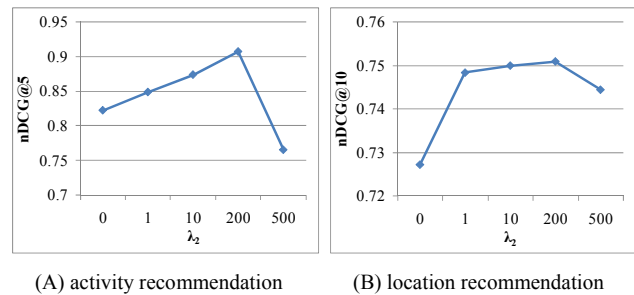 0.95
0.9
0.85
0.8
0.75
0.7
nDCG@5
0 1 10 200 500
λ2
(A) activity recommendation
0.76
0.75
0.74
0.73
0.72
nDCG@10
0 1 10 200 500
λ2
(B) location recommendation